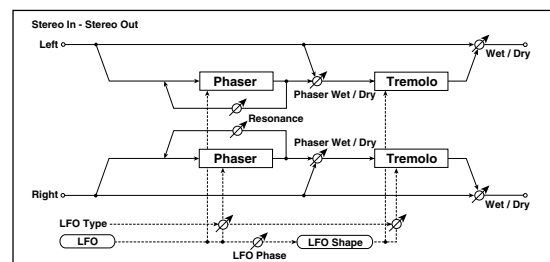 Stereo In - Stereo Out
Left
Wet / Dry
Phaser
Tremolo
Phaser Wet / Dry
Resonance
Phaser Wet / Dry
Phaser
Tremolo
Right
Wet / Dry
LFO Type
LFO
LFO Shape
LFO Phase